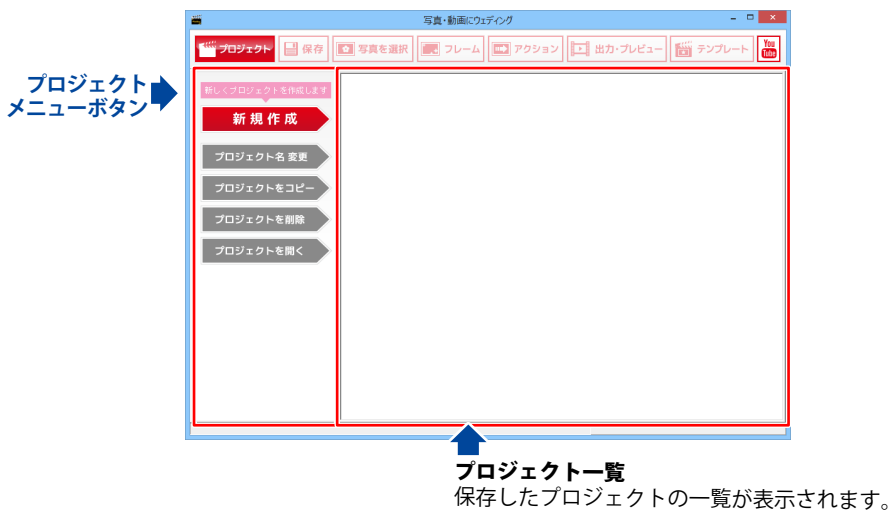 写真・動画にウェディング
プロジェクト 保存 写真を選択 フレーム アクション 出力・プレビュー テンプレート You Tube
プロジェクト
メニューボタン
新しくプロジェクトを作成します
新規作成
プロジェクト名 変更
プロジェクトをコピー
プロジェクトを削除
プロジェクトを開く
プロジェクト一覧
保存したプロジェクトの一覧が表示されます。